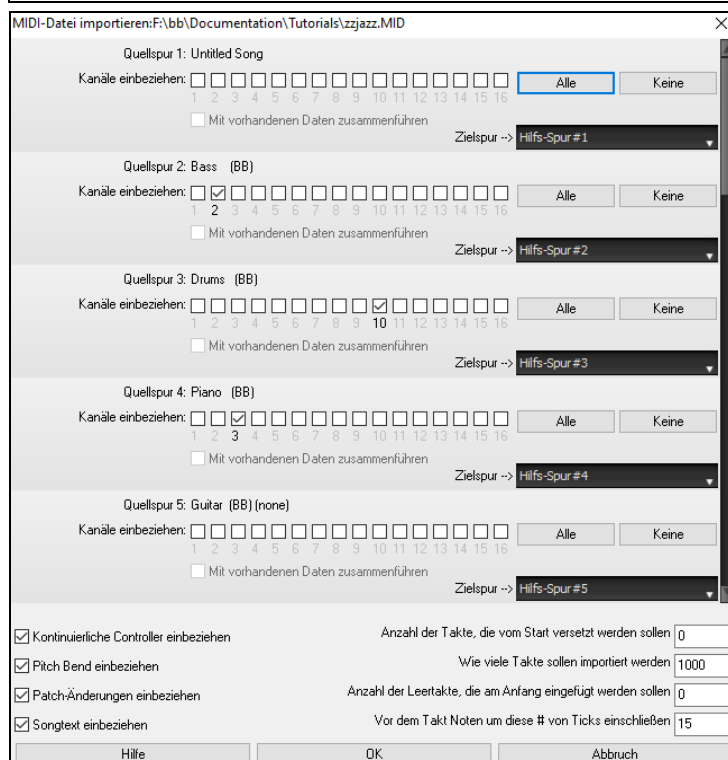 MIDI-Datei importieren:F:\bb\Documentation\Tutorials\zzjazz.MID
Quellspur 1: Untitled Song
Kanäle einbeziehen:
Alle Keine
1 2 3 4 5 6 7 8 9 10 11 12 13 14 15 16
Mit vorhandenen Daten zusammenführen
Zielspur --> Hilfs-Spur#1
Quellspur 2: Bass (BB)
Kanäle einbeziehen:
Alle Keine
1 2 3 4 5 6 7 8 9 10 11 12 13 14 15 16
Mit vorhandenen Daten zusammenführen
Zielspur --> Hilfs-Spur#2
Quellspur 3: Drums (BB)
Kanäle einbeziehen:
Alle Keine
1 2 3 4 5 6 7 8 9 10 11 12 13 14 15 16
Mit vorhandenen Daten zusammenführen
Zielspur --> Hilfs-Spur#3
Quellspur 4: Piano (BB)
Kanäle einbeziehen:
Alle Keine
1 2 3 4 5 6 7 8 9 10 11 12 13 14 15 16
Mit vorhandenen Daten zusammenführen
Zielspur --> Hilfs-Spur#4
Quellspur 5: Guitar (BB) (none)
Kanäle einbeziehen:
Alle Keine
1 2 3 4 5 6 7 8 9 10 11 12 13 14 15 16
Mit vorhandenen Daten zusammenführen
Zielspur --> Hilfs-Spur#5
Kontinuierliche Controller einbeziehen
Anzahl der Takte, die vom Start versetzt werden sollen 0
Pitch Bend einbeziehen
Wie viele Takte sollen importiert werden 1000
Patch-Änderungen einbeziehen
Anzahl der Leertakte, die am Anfang eingefügt werden sollen 0
Songtext einbeziehen
Vor dem Takt Noten um diese # von Ticks einschließen 15
Hilfe OK Abbruch